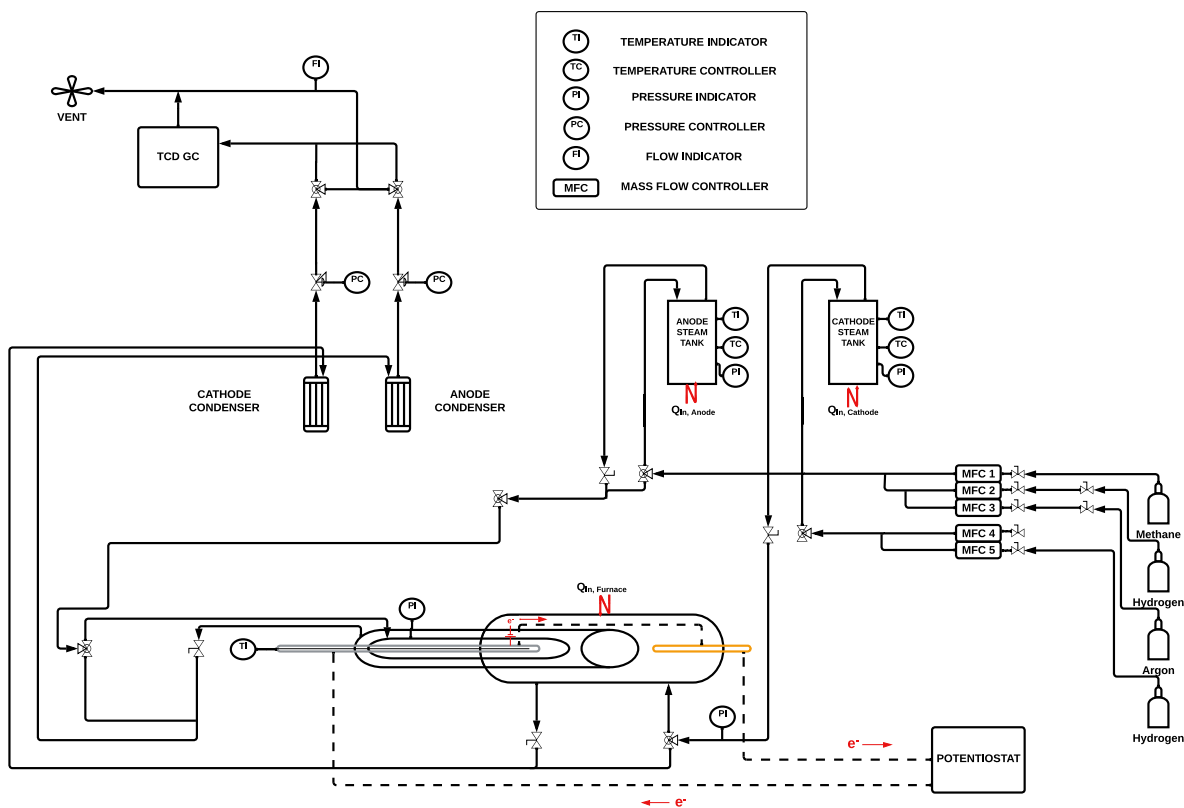 TI
TEMPERATURE INDICATOR
TC
TEMPERATURE CONTROLLER
PI
PRESSURE INDICATOR
PC
PRESSURE CONTROLLER
FI
FLOW INDICATOR
MFC
MASS FLOW CONTROLLER
FI
VENT
TCD GC
PC
PC
ANODE
STEAM
TANK
TI
TC
PI
QIn, Anode
CATHODE
STEAM
TANK
TI
TC
PI
QIn, Cathode
CATHODE
CONDENSER
ANODE
CONDENSER
MFC 1
MFC 2
MFC 3
MFC 4
MFC 5
Methane
Hydrogen
Argon
Hydrogen
QIn, Furnace
PI
e-
TI
PI
e-
POTENTIOSTAT
e-